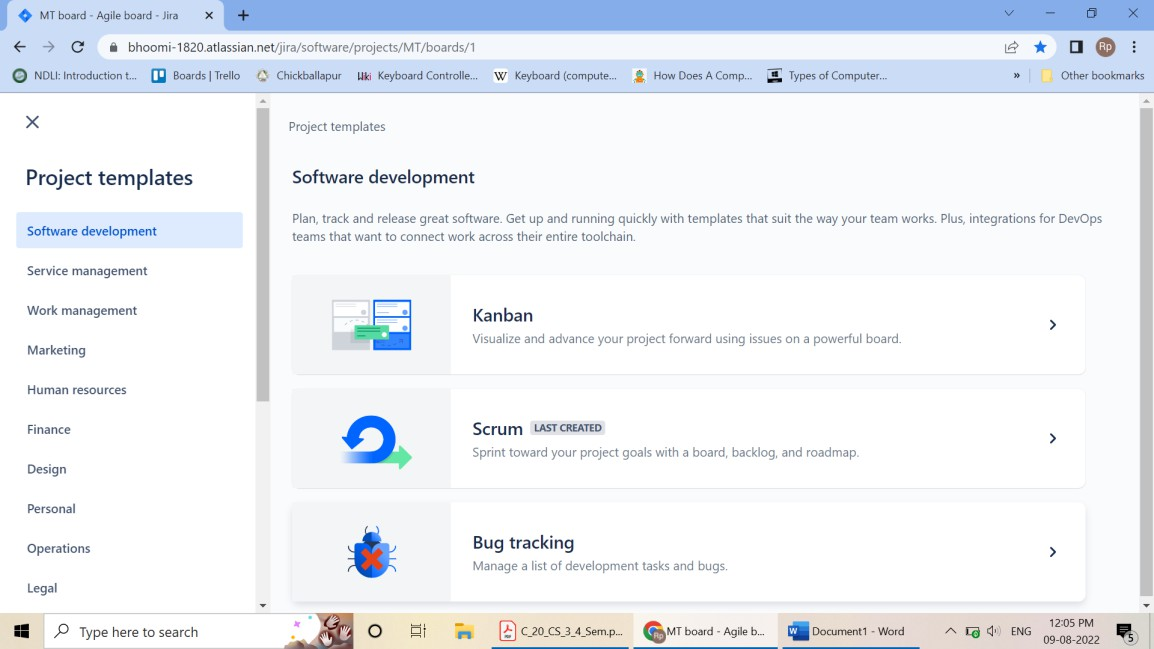 MT board - Agile board - Jira
bhoomi-1820.atlassian.net/jira/software/projects/MT/boards/1
Rp
NDLI: Introduction t...
Boards | Trello
Chickballapur
Keyboard Controlle...
W
Keyboard (compute...
How Does A Comp...
Types of Computer...
»
Other bookmarks
Project templates
Software development
Service management
Work management
Marketing
Human resources
Finance
Design
Personal
Operations
Legal
Project templates
Software development
Plan, track and release great software. Get up and running quickly with templates that suit the way your team works. Plus, integrations for DevOps
teams that want to connect work across their entire toolchain.
Kanban
Visualize and advance your project forward using issues on a powerful board.
Scrum LAST CREATED
Sprint toward your project goals with a board, backlog, and roadmap.
Bug tracking
Manage a list of development tasks and bugs.
Type here to search
C_20_CS_3_4_Sem.p...
Rp
MT board - Agile b...
W
Document1 - Word
ENG
12:05 PM
09-08-2022
5